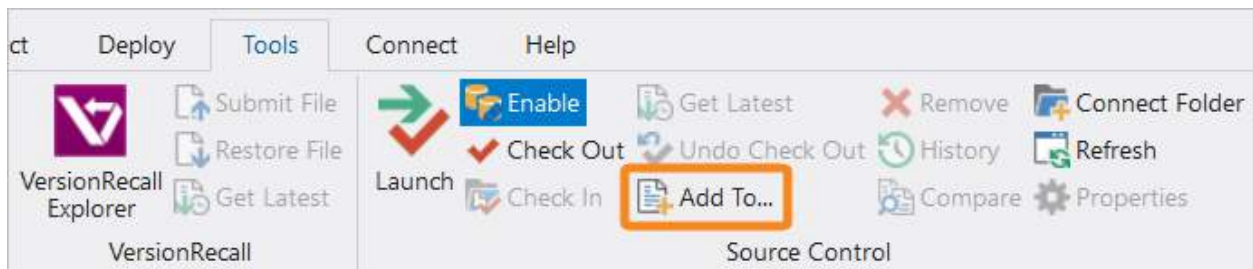 ct Deploy Tools Connect Help
Submit File Enable Get Latest Remove Connect Folder
Restore File Check Out Undo Check Out History Refresh
VersionRecall Explorer Get Latest Launch Check In Add To... Compare Properties
VersionRecall Source Control